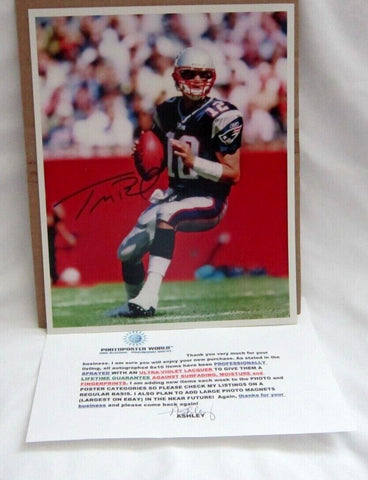 12
12
PHOTOPOSTER WORLD
Thank you very much for your
business. I am sure you will enjoy your new purchase. As stated in the
listing, all autographed 8x10 items have been PROFESSIONALLY
SPRAYED WITH AN ULTRA-VIOLET LACQUER TO GIVE THEM A
LIFETIME GUARANTEE AGAINST SUNFADING, MOISTURE and
FINGERPRINTS. I am adding new items each week to the PHOTO and
POSTER CATEGORIES SO PLEASE CHECK MY LISTINGS ON A
REGULAR BASIS. I ALSO PLAN TO ADD LARGE PHOTO MAGNETS
(LARGEST ON EBAY) IN THE NEAR FUTURE! Again, thanks for your
business and please come back again!
Ashley
ASHLEY